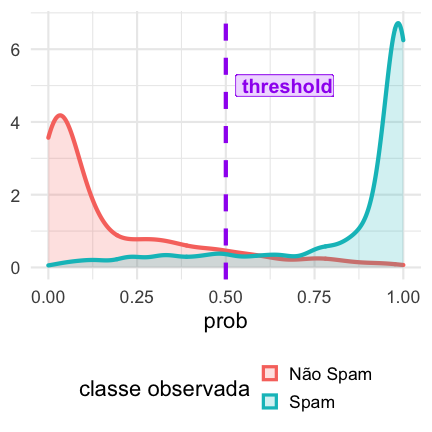 6
threshold
4
2
0
0.00 0.25 0.50 0.75 1.00
prob
classe observada
Não Spam
Spam